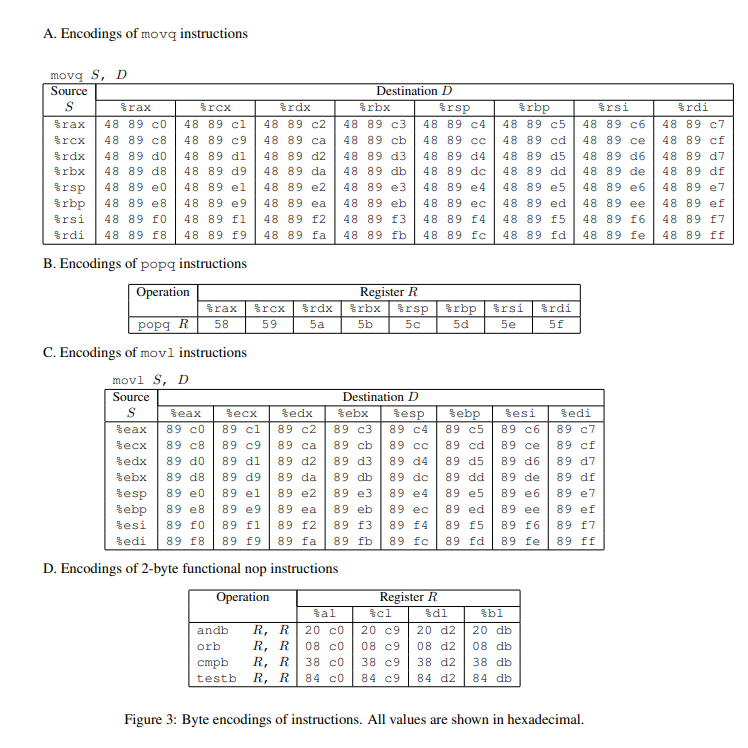 A. Encodings of movq instructions
movq S, D
Source Destination D
S %rax %rcx %rdx %rbx %rsp %rbp %rsi %rdi
%rax 48 89 c0 48 89 c1 48 89 c2 48 89 c3 48 89 c4 48 89 c5 48 89 c6 48 89 c7
%rcx 48 89 c8 48 89 c9 48 89 ca 48 89 cb 48 89 cc 48 89 cd 48 89 ce 48 89 cf
%rdx 48 89 d0 48 89 d1 48 89 d2 48 89 d3 48 89 d4 48 89 d5 48 89 d6 48 89 d7
%rbx 48 89 d8 48 89 d9 48 89 da 48 89 db 48 89 dc 48 89 dd 48 89 de 48 89 df
%rsp 48 89 e0 48 89 e1 48 89 e2 48 89 e3 48 89 e4 48 89 e5 48 89 e6 48 89 e7
%rbp 48 89 e8 48 89 e9 48 89 ea 48 89 eb 48 89 ec 48 89 ed 48 89 ee 48 89 ef
%rsi 48 89 f0 48 89 f1 48 89 f2 48 89 f3 48 89 f4 48 89 f5 48 89 f6 48 89 f7
%rdi 48 89 f8 48 89 f9 48 89 fa 48 89 fb 48 89 fc 48 89 fd 48 89 fe 48 89 ff
B. Encodings of popq instructions
Operation Register R
%rax %rcx %rdx %rbx %rsp %rbp %rsi %rdi
popq R 58 59 5a 5b 5c 5d 5e 5f
C. Encodings of movl instructions
movl S, D
Source Destination D
S %eax %ecx %edx %ebx %esp %ebp %esi %edi
%eax 89 c0 89 c1 89 c2 89 c3 89 c4 89 c5 89 c6 89 c7
%ecx 89 c8 89 c9 89 ca 89 cb 89 cc 89 cd 89 ce 89 cf
%edx 89 d0 89 d1 89 d2 89 d3 89 d4 89 d5 89 d6 89 d7
%ebx 89 d8 89 d9 89 da 89 db 89 dc 89 dd 89 de 89 df
%esp 89 e0 89 e1 89 e2 89 e3 89 e4 89 e5 89 e6 89 e7
%ebp 89 e8 89 e9 89 ea 89 eb 89 ec 89 ed 89 ee 89 ef
%esi 89 f0 89 f1 89 f2 89 f3 89 f4 89 f5 89 f6 89 f7
%edi 89 f8 89 f9 89 fa 89 fb 89 fc 89 fd 89 fe 89 ff
D. Encodings of 2-byte functional nop instructions
Operation Register R
%al %cl %dl %bl
andb R, R 20 c0 20 c9 20 d2 20 db
orb R, R 08 c0 08 c9 08 d2 08 db
cmpb R, R 38 c0 38 c9 38 d2 38 db
testb R, R 84 c0 84 c9 84 d2 84 db
Figure 3: Byte encodings of instructions. All values are shown in hexadecimal.